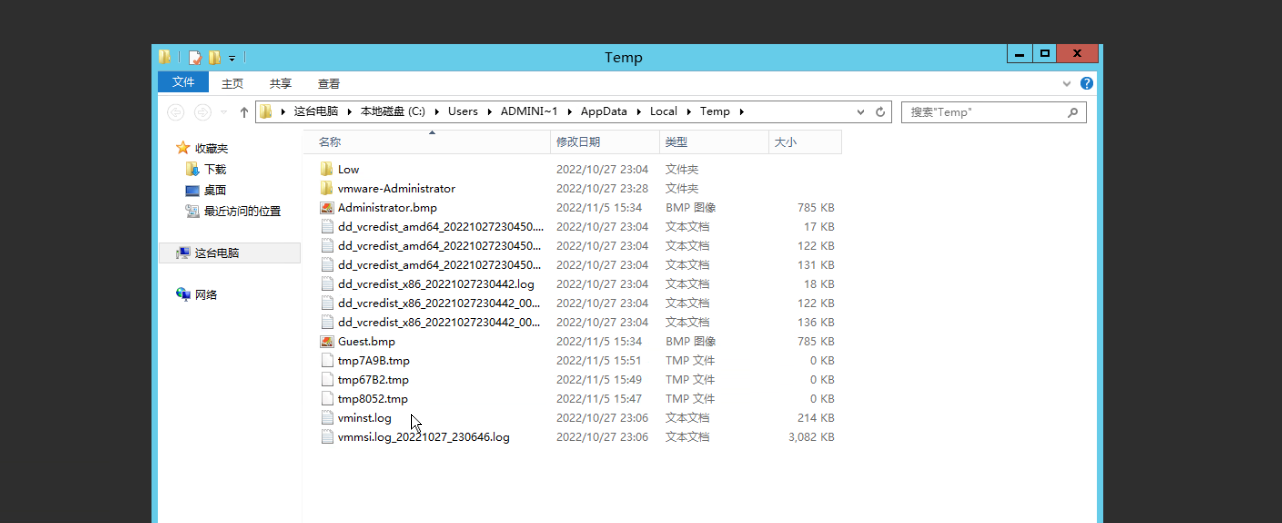 Temp
文件 主页 共享 查看
这台电脑 本地磁盘 (C:) Users ADMINI~1 AppData Local Temp 搜索"Temp"
名称 修改日期 类型 大小
收藏夹
下载
桌面
最近访问的位置
这台电脑
网络
Low 2022/10/27 23:04 文件夹
vmware-Administrator 2022/10/27 23:28 文件夹
Administrator.bmp 2022/11/5 15:34 BMP 图像 785 KB
dd_vcredist_amd64_20221027230450.... 2022/10/27 23:04 文本文档 17 KB
dd_vcredist_amd64_20221027230450... 2022/10/27 23:04 文本文档 122 KB
dd_vcredist_amd64_20221027230450... 2022/10/27 23:04 文本文档 131 KB
dd_vcredist_x86_20221027230442.log 2022/10/27 23:04 文本文档 18 KB
dd_vcredist_x86_20221027230442_00... 2022/10/27 23:04 文本文档 122 KB
dd_vcredist_x86_20221027230442_00... 2022/10/27 23:04 文本文档 136 KB
Guest.bmp 2022/11/5 15:34 BMP 图像 785 KB
tmp7A9B.tmp 2022/11/5 15:51 TMP 文件 0 KB
tmp67B2.tmp 2022/11/5 15:49 TMP 文件 0 KB
tmp8052.tmp 2022/11/5 15:47 TMP 文件 0 KB
vminst.log 2022/10/27 23:06 文本文档 214 KB
vmmsi.log_20221027_230646.log 2022/10/27 23:06 文本文档 3,082 KB